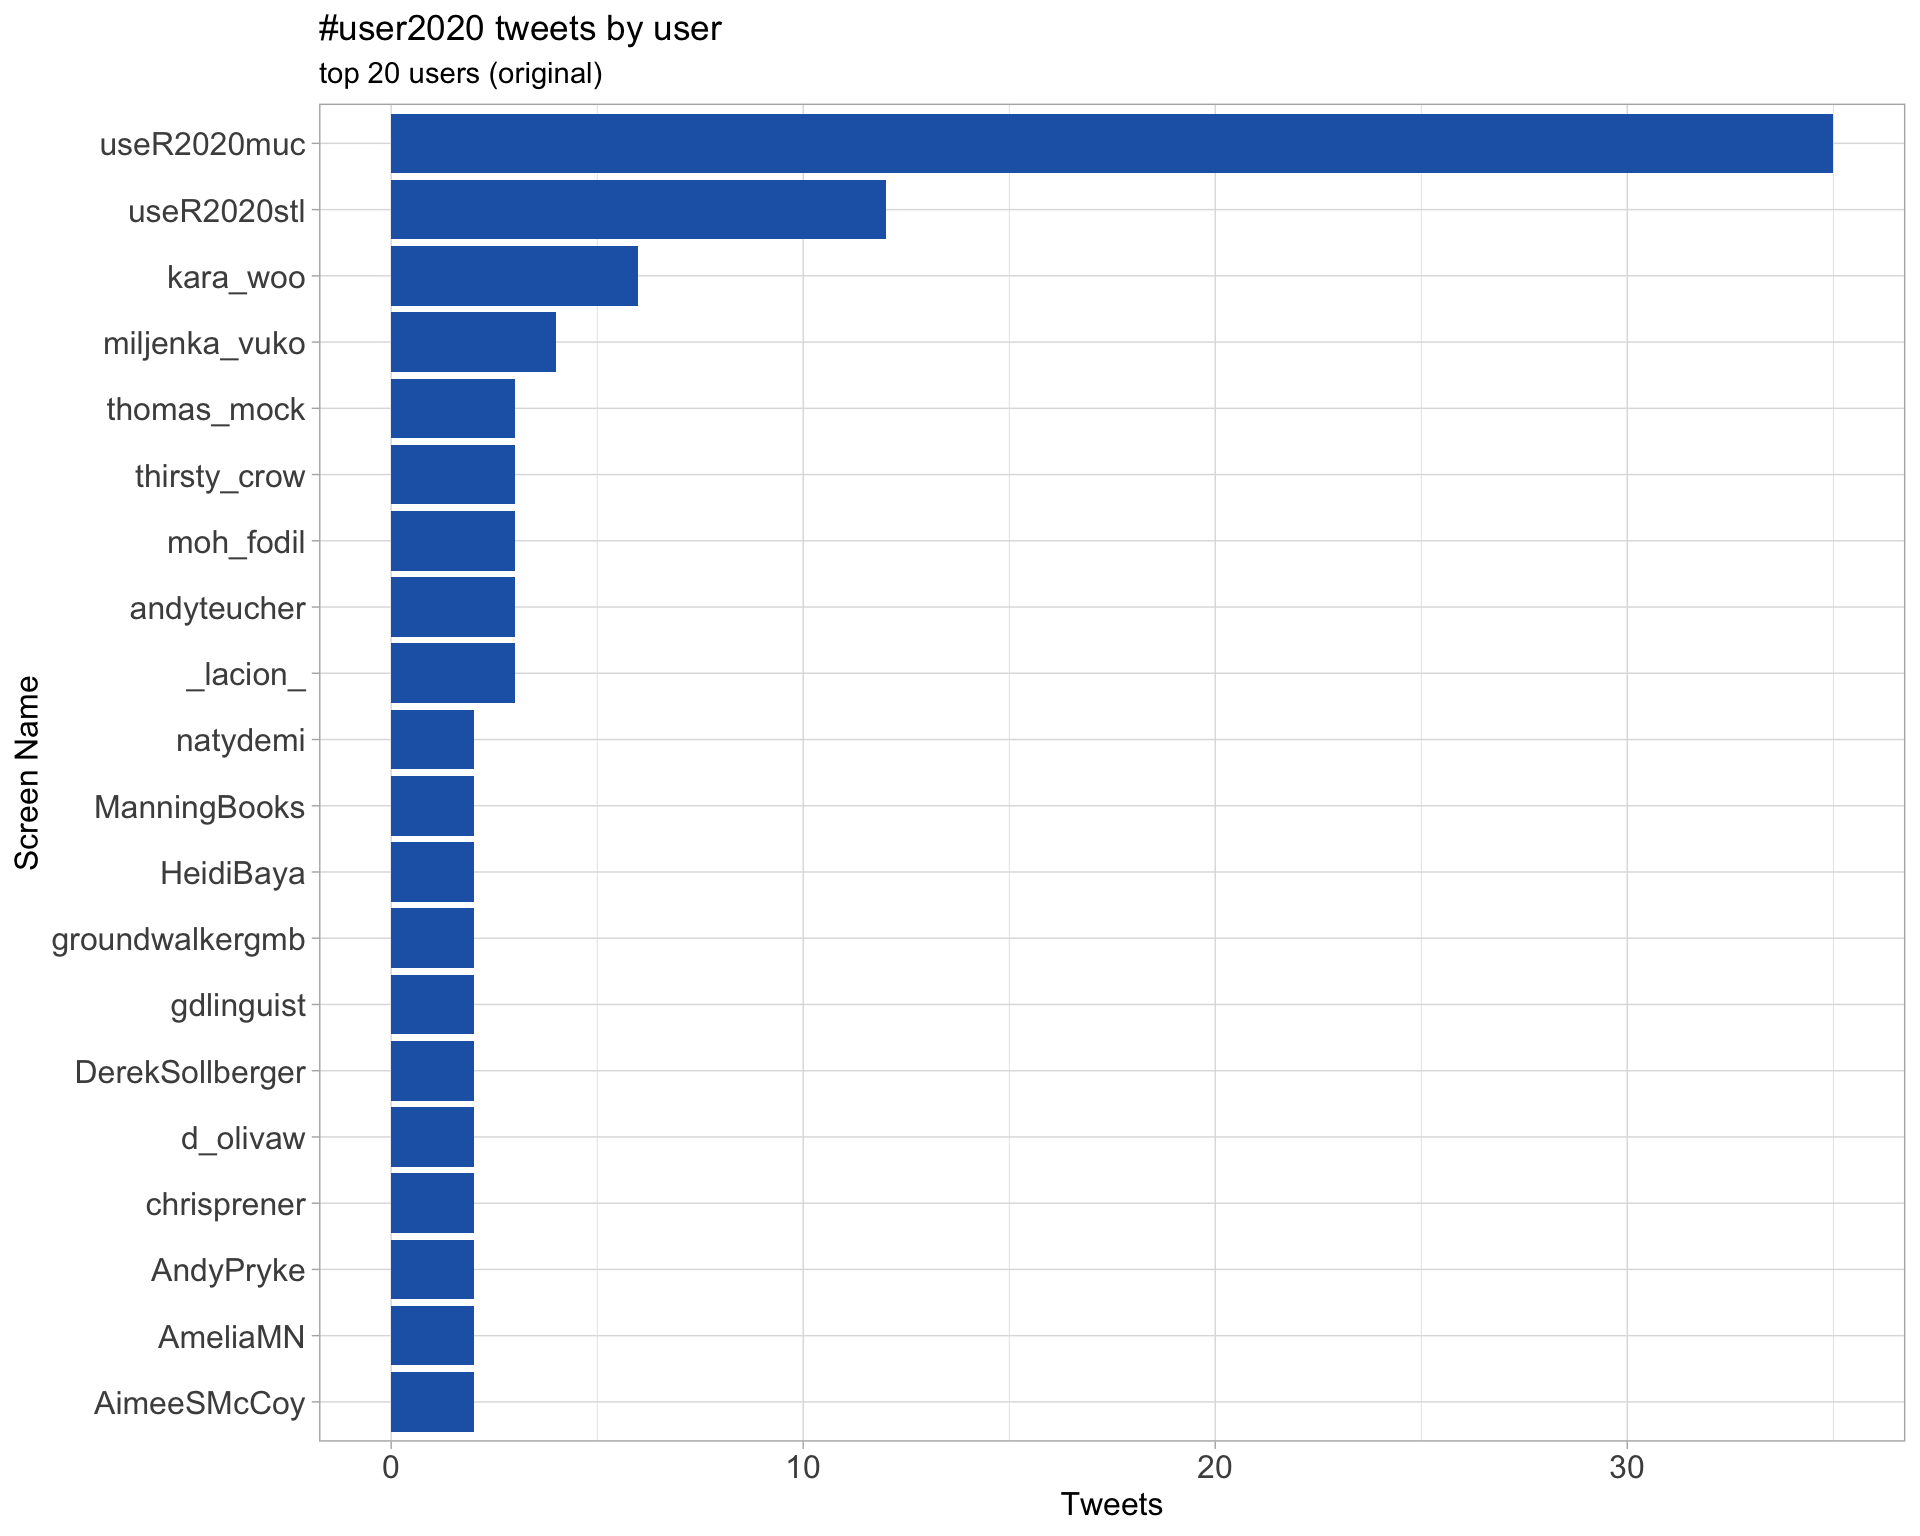 #user2020 tweets by user
top 20 users (original)
useR2020muc
useR2020stl
kara_woo
miljenka_vuko
thomas_mock
thirsty_crow
moh_fodil
andyteucher
_lacion_
natydemi
ManningBooks
HeidiBaya
groundwalkergmb
gdlinguist
DerekSollberger
d_olivaw
chrisprener
AndyPryke
AmeliaMN
AimeeSMcCoy
Screen Name
0 10 20 30
Tweets